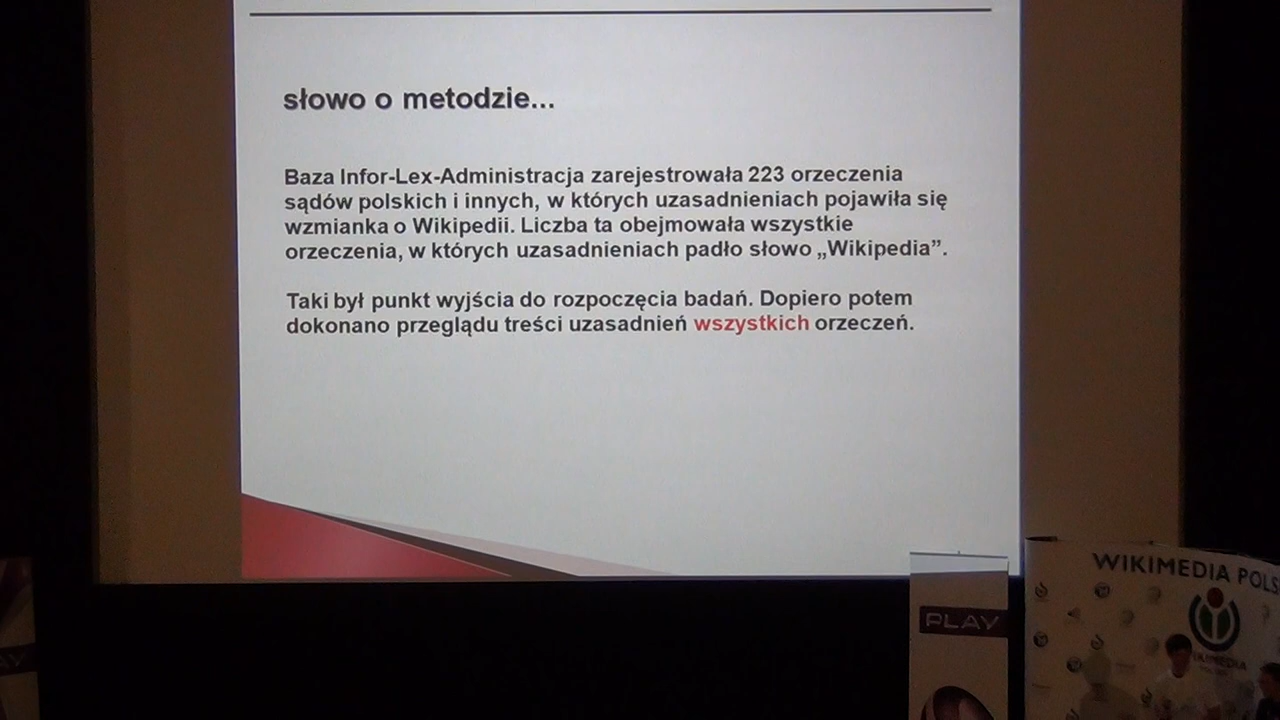 słowo o metodzie...
Baza Infor-Lex-Administracja zarejestrowała 223 orzeczenia
sądów polskich i innych, w których uzasadnieniach pojawiła się
wzmianka o Wikipedii. Liczba ta obejmowała wszystkie
orzeczenia, w których uzasadnieniach padło słowo „Wikipedia”.
Taki był punkt wyjścia do rozpoczęcia badań. Dopiero potem
dokonano przeglądu treści uzasadnień wszystkich orzeczeń.
WIKIMEDIA POLS
PLAY
WIKIMEDIA
AY